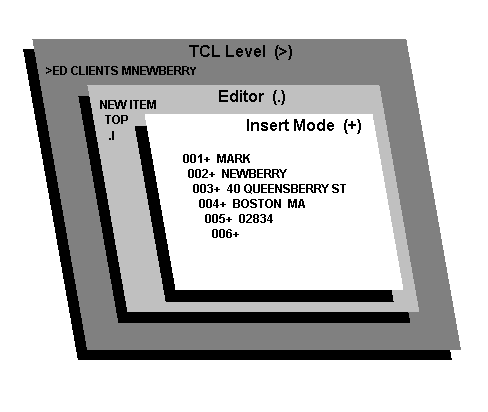 TCL Level (>)
>ED CLIENTS MNEWBERRY
Editor (.)
NEW ITEM
TOP
.I
Insert Mode (+)
001+ MARK
002+ NEWBERRY
003+ 40 QUEENSBERRY ST
004+ BOSTON MA
005+ 02834
006+